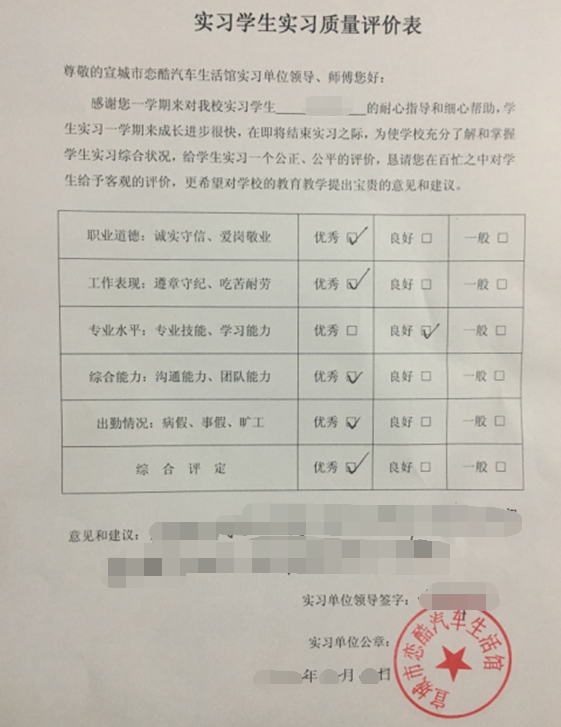 实习学生实习质量评价表
尊敬的宣城市恋酷汽车生活馆实习单位领导、师傅您好:
感谢您一学期来对我校实习学生 的耐心指导和细心帮助,学
生实习一学期来成长进步很快,在即将结束实习之际,为使学校充分了解和掌握
学生实习综合状况,给学生实习一个公正、公平的评价,恳请您在百忙之中对学
生给予客观的评价,更希望对学校的教育教学提出宝贵的意见和建议。
职业道德:诚实守信、爱岗敬业 优秀 ☑ 良好 □ 一般 □
工作表现:遵章守纪、吃苦耐劳 优秀 ☑ 良好 □ 一般 □
专业水平:专业技能、学习能力 优秀 □ 良好 ☑ 一般 □
综合能力:沟通能力、团队能力 优秀 ☑ 良好 □ 一般 □
出勤情况:病假、事假、旷工 优秀 ☑ 良好 □ 一般 □
综 合 评 定 优秀 ☑ 良好 □ 一般 □
意见和建议:
实习单位领导签字:
实习单位公章:
年 月 日
宣城市恋酷汽车生活馆